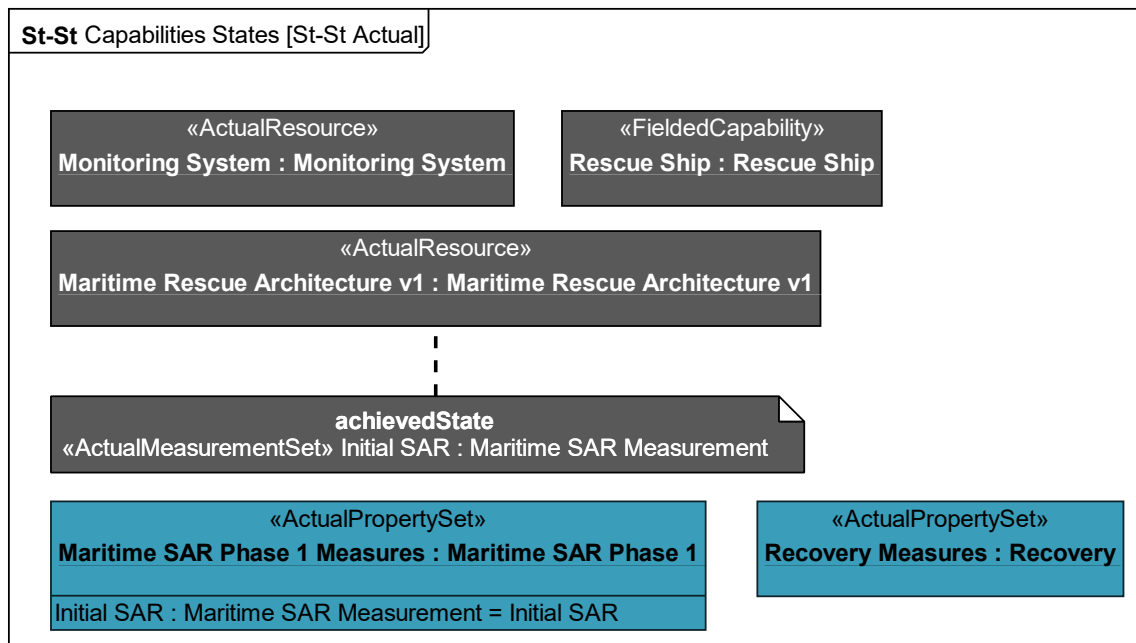 St-St Capabilities States [St-St Actual]
«ActualResource»
Monitoring System : Monitoring System
«FieldedCapability»
Rescue Ship : Rescue Ship
«ActualResource»
Maritime Rescue Architecture v1 : Maritime Rescue Architecture v1
achievedState
«ActualMeasurementSet» Initial SAR : Maritime SAR Measurement
«ActualPropertySet»
Maritime SAR Phase 1 Measures : Maritime SAR Phase 1
Initial SAR : Maritime SAR Measurement = Initial SAR
«ActualPropertySet»
Recovery Measures : Recovery